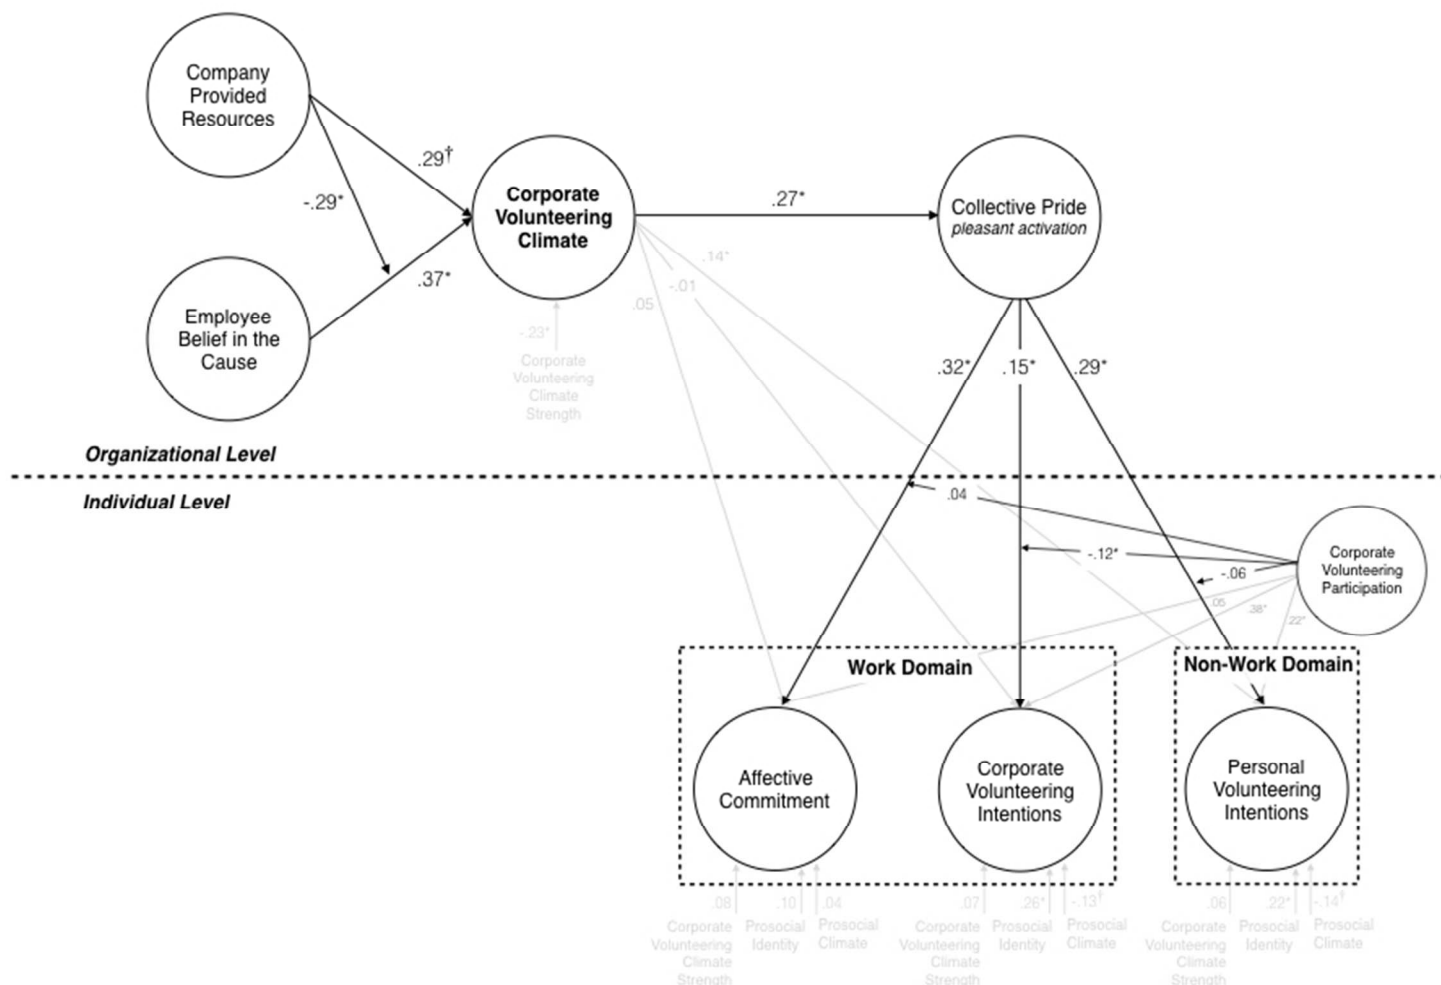 Company
Provided
Resources
.29†
-.29*
Corporate
Volunteering
Climate
.27*
Collective Pride
pleasant activation
.37*
Employee
Belief in the
Cause
.14*
-.01
.05
-.23*
Corporate
Volunteering
Climate
Strength
.32*
.15*
.29*
Organizational Level
Individual Level
.04
-.12*
-.06
Corporate
Volunteering
Participation
.05
.38*
.22*
Work Domain
Non-Work Domain
Affective
Commitment
Corporate
Volunteering
Intentions
Personal
Volunteering
Intentions
.08
.10
.04
Corporate
Volunteering
Climate
Strength
Prosocial
Identity
Prosocial
Climate
.07
.26*
-.13†
Corporate
Volunteering
Climate
Strength
Prosocial
Identity
Prosocial
Climate
.06
.22*
-.14†
Corporate
Volunteering
Climate
Strength
Prosocial
Identity
Prosocial
Climate